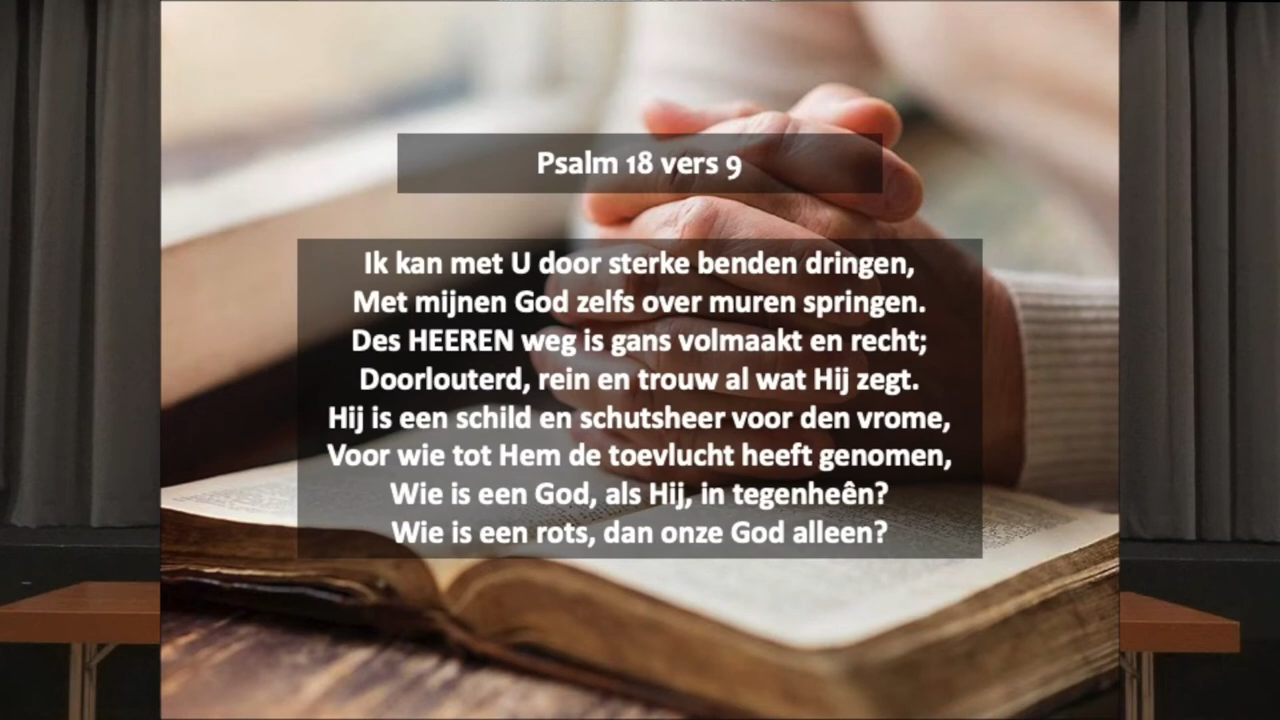 Psalm 18 vers 9
Ik kan met U door sterke benden dringen,
Met mijnen God zelfs over muren springen.
Des HEEREN weg is gans volmaakt en recht;
Doorlouterd, rein en trouw al wat Hij zegt.
Hij is een schild en schutsheer voor den vrome,
Voor wie tot Hem de toevlucht heeft genomen,
Wie is een God, als Hij, in tegenheên?
Wie is een rots, dan onze God alleen?